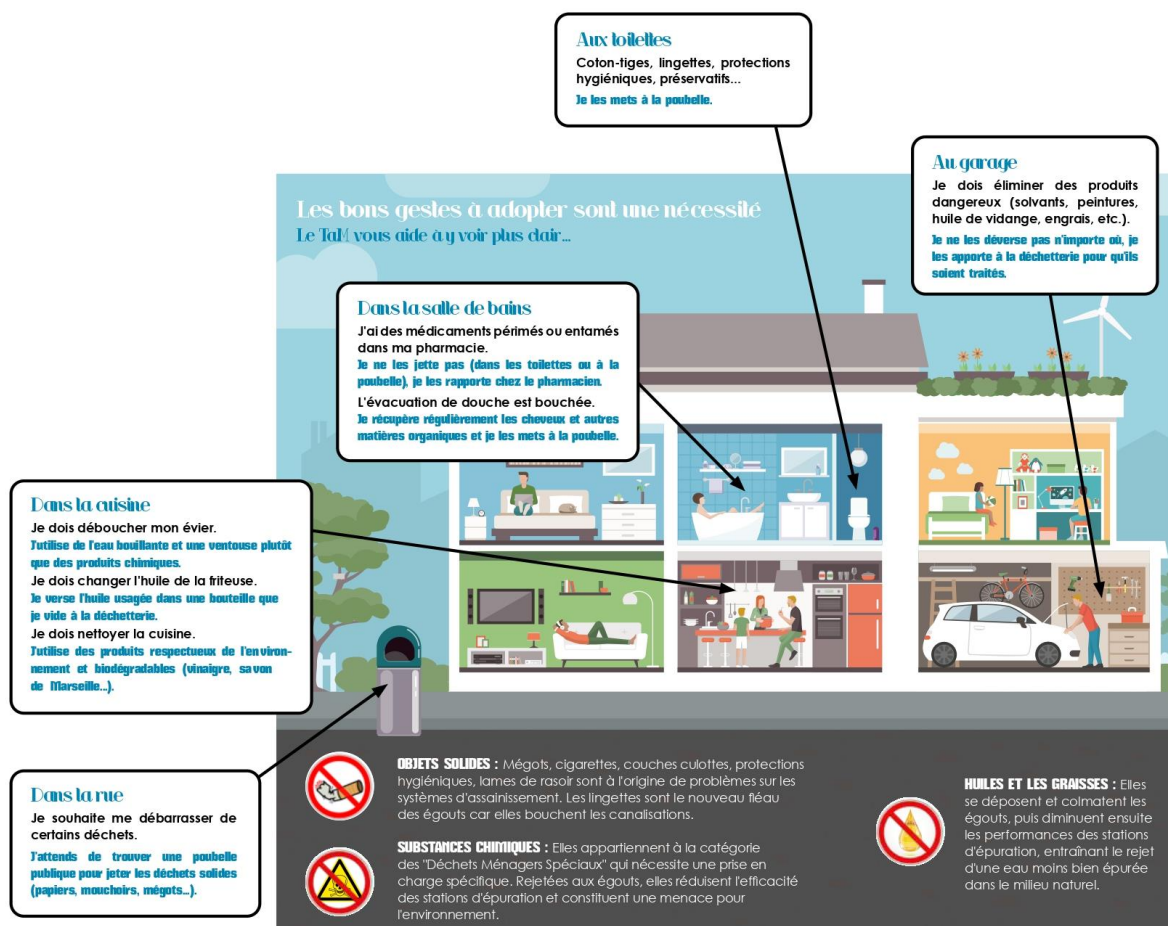 Aux toilettes
Coton-tiges, lingettes, protections
hygiéniques, préservatifs...
Je les mets à la poubelle.
Au garage
Je dois éliminer des produits
dangereux (solvants, peintures,
huile de vidange, engrais, etc.).
Je ne les déverse pas n'importe où, je
les apporte à la déchetterie pour qu'ils
soient traités.
Les bons gestes à adopter sont une nécessité
Le TaM vous aide à y voir plus clair...
Dans la salle de bains
J'ai des médicaments périmés ou entamés
dans ma pharmacie.
Je ne les jette pas (dans les toilettes ou à la
poubelle), je les rapporte chez le pharmacien.
L'évacuation de douche est bouchée.
Je récupère régulièrement les cheveux et autres
matières organiques et je les mets à la poubelle.
Dans la cuisine
Je dois déboucher mon évier.
J'utilise de l'eau bouillante et une ventouse plutôt
que des produits chimiques.
Je dois changer l'huile de la friteuse.
Je verse l'huile usagée dans une bouteille que
je vide à la déchetterie.
Je dois nettoyer la cuisine.
J'utilise des produits respectueux de l'environ-
nement et biodégradables (vinaigre, savon
de Marseille...).
Dans la rue
Je souhaite me débarrasser de
certains déchets.
J'attends de trouver une poubelle
publique pour jeter les déchets solides
(papiers, mouchoirs, mégots...).
OBJETS SOLIDES : Mégots, cigarettes, couches culottes, protections
hygiéniques, lames de rasoir sont à l'origine de problèmes sur les
systèmes d'assainissement. Les lingettes sont le nouveau fléau
des égouts car elles bouchent les canalisations.
SUBSTANCES CHIMIQUES : Elles appartiennent à la catégorie
des "Déchets Ménagers Spéciaux" qui nécessite une prise en
charge spécifique. Rejetées aux égouts, elles réduisent l'efficacité
des stations d'épuration et constituent une menace pour
l'environnement.
HUILES ET LES GRAISSES : Elles
se déposent et colmatent les
égouts, puis diminuent ensuite
les performances des stations
d'épuration, entraînant le rejet
d'une eau moins bien épurée
dans le milieu naturel.